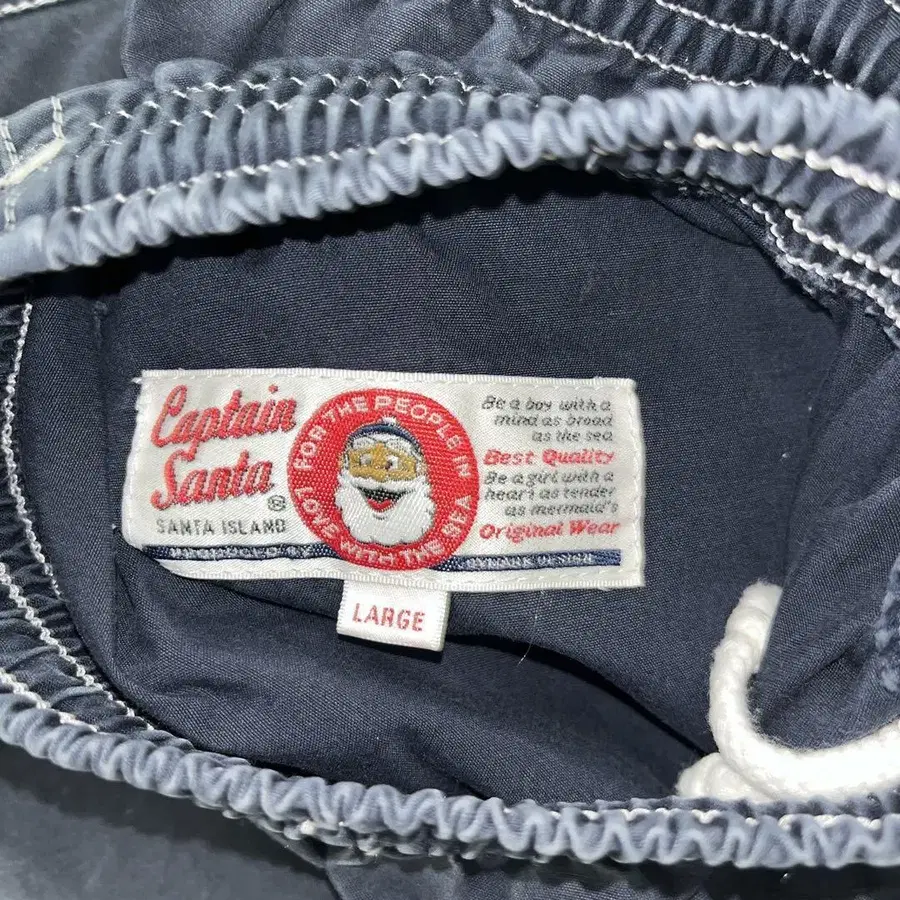 Captain
Santa
®
SANTA ISLAND
FOR THE PEOPLE IN
LOVE WITH THE SEA
Be a boy with a
mind as broad
as the sea
Best Quality
Be a girl with a
heart as tender
as mermaid's
Original Wear
LARGE